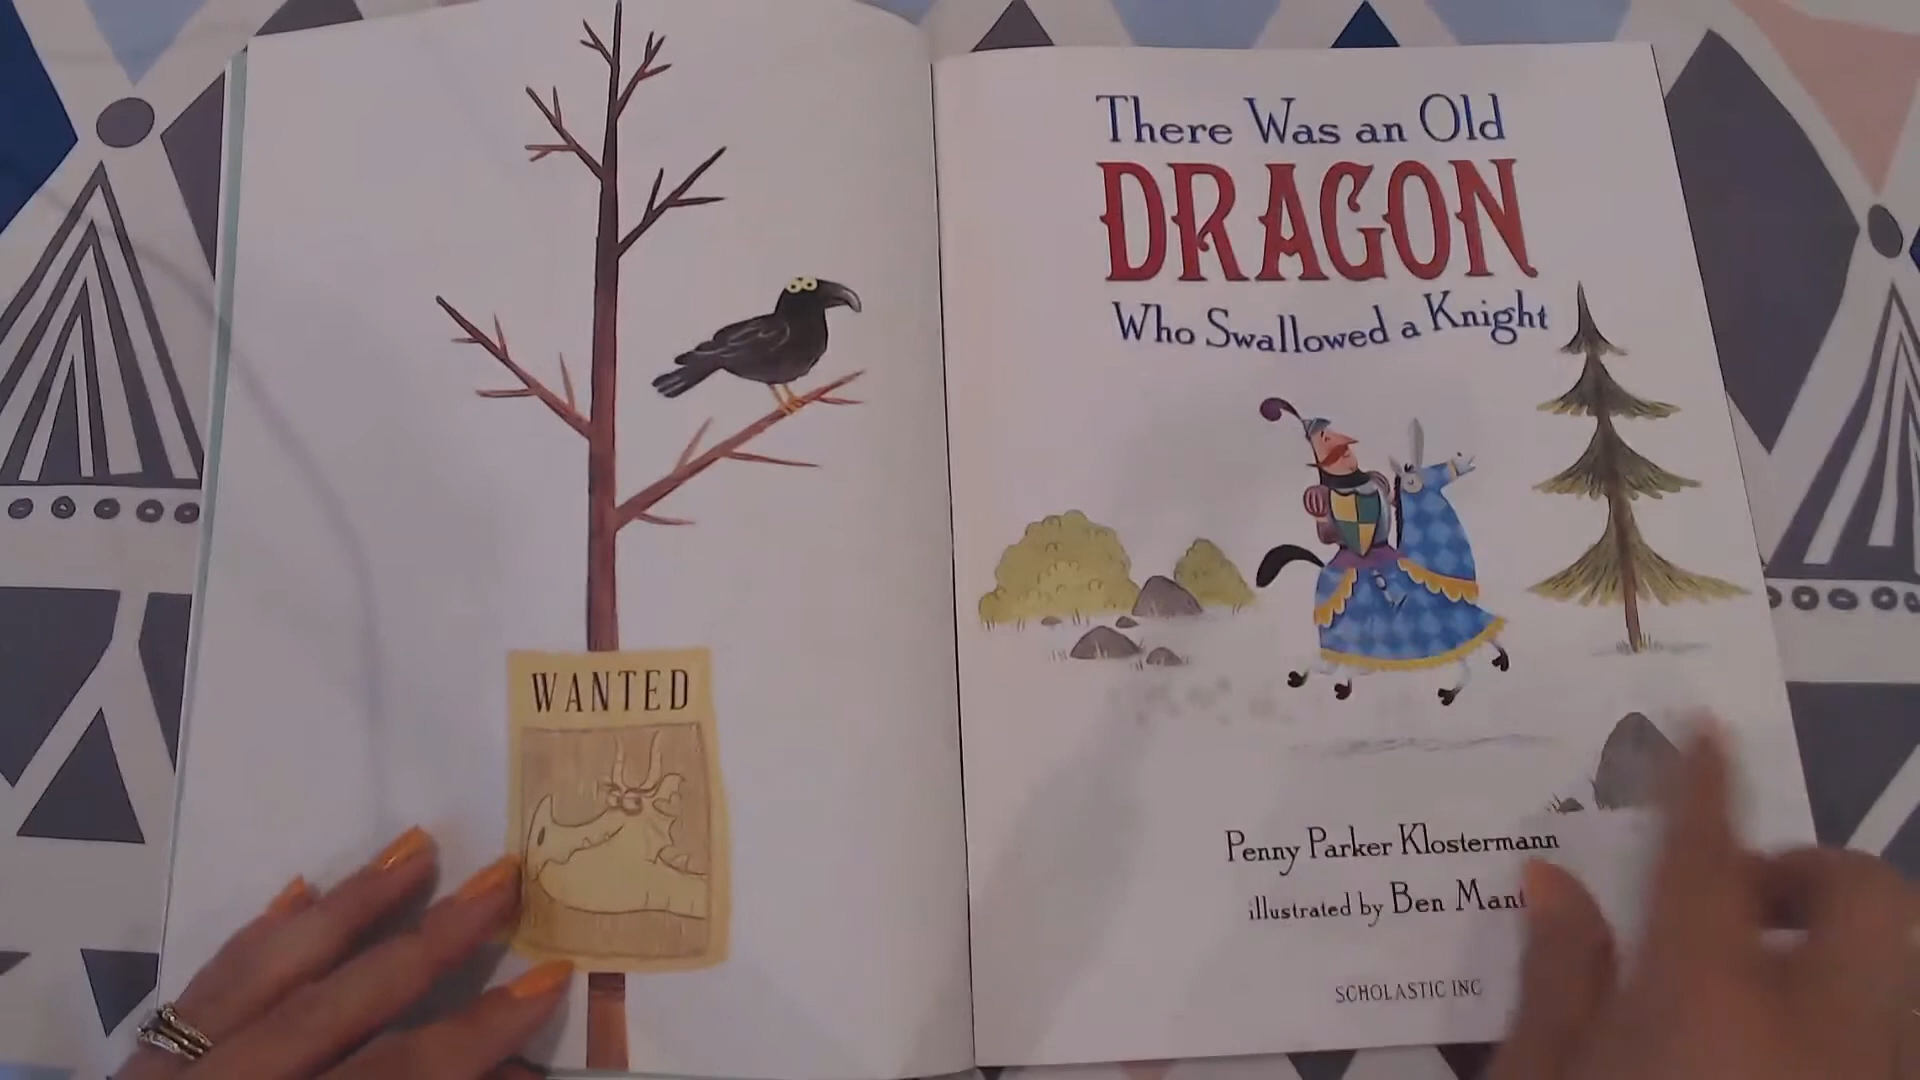 WANTED
There Was an Old
DRAGON
Who Swallowed a Knight
Penny Parker Klostermann
illustrated by Ben
SCHOLASTIC INC